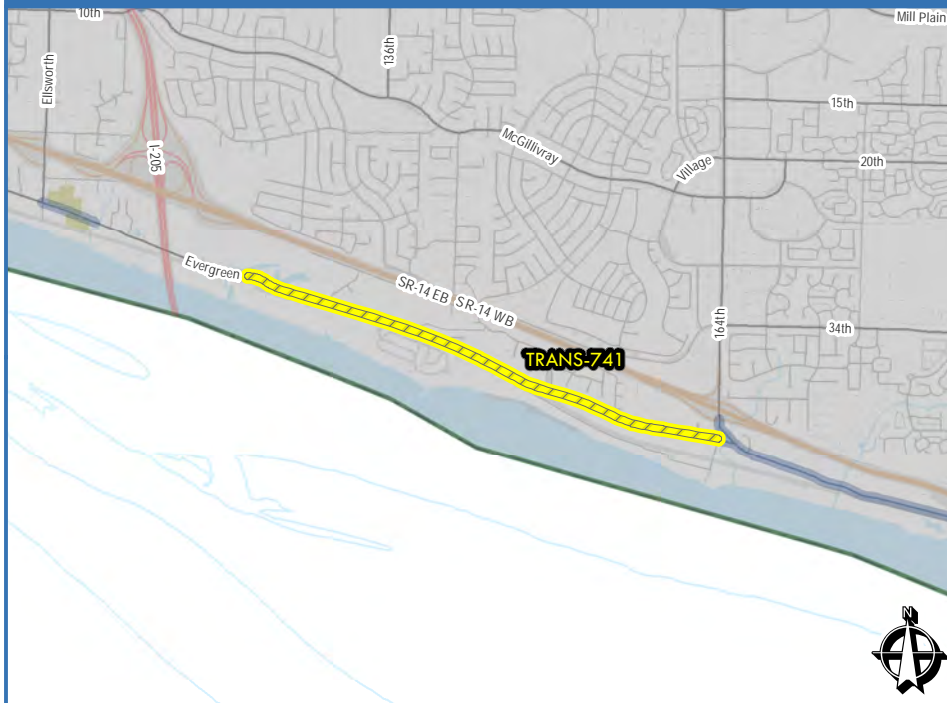 10th
Mill Plain
136th
Ellsworth
15th
McGillivray
I-205
20th
Village
Evergreen
SR-14 EB
SR-14 WB
164th
34th
TRANS-741
N